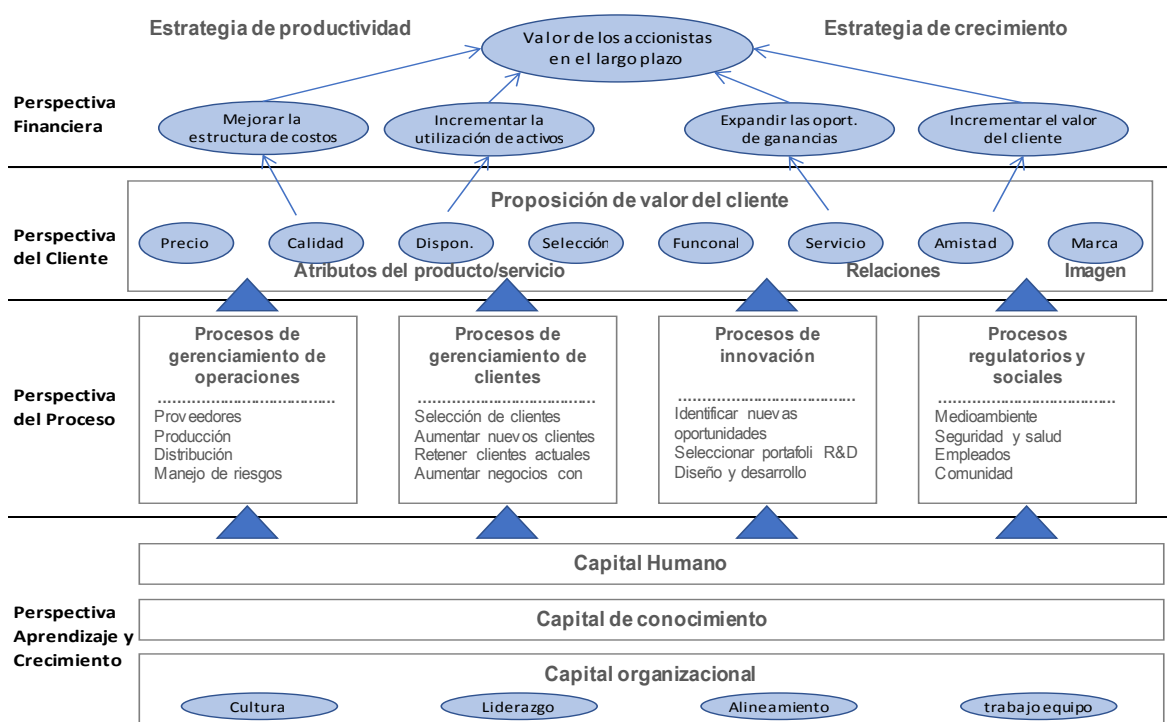 Estrategia de productividad
Valor de los accionistas
en el largo plazo
Estrategia de crecimiento
Perspectiva
Financiera
Mejorar la
estructura de costos
Incrementar la
utilización de activos
Expandir las oport.
de ganancias
Incrementar el valor
del cliente
Perspectiva
del Cliente
Proposición de valor del cliente
Precio
Calidad
Dispon.
Selección
Funconal
Servicio
Amistad
Marca
Atributos del producto/servicio
Relaciones
Imagen
Perspectiva
del Proceso
Procesos de
gerenciamiento de
operaciones
Proveedores
Producción
Distribución
Manejo de riesgos
Procesos de
gerenciamiento de
clientes
Selección de clientes
Aumentar nuevos clientes
Retener clientes actuales
Aumentar negocios con
Procesos de
innovación
Identificar nuevas
oportunidades
Seleccionar portafoli R&D
Diseño y desarrollo
Procesos
regulatorios y
sociales
Medioambiente
Seguridad y salud
Empleados
Comunidad
Perspectiva
Aprendizaje y
Crecimiento
Capital Humano
Capital de conocimiento
Capital organizacional
Cultura
Liderazgo
Alineamiento
trabajo equipo